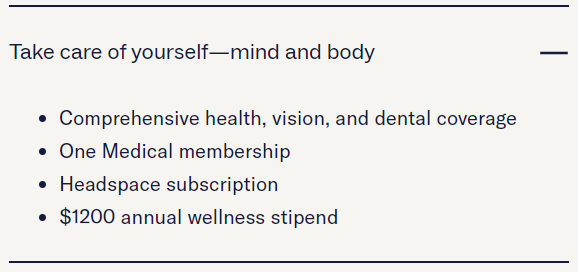 Take care of yourself—mind and body
• Comprehensive health, vision, and dental coverage
• One Medical membership
• Headspace subscription
• $1200 annual wellness stipend